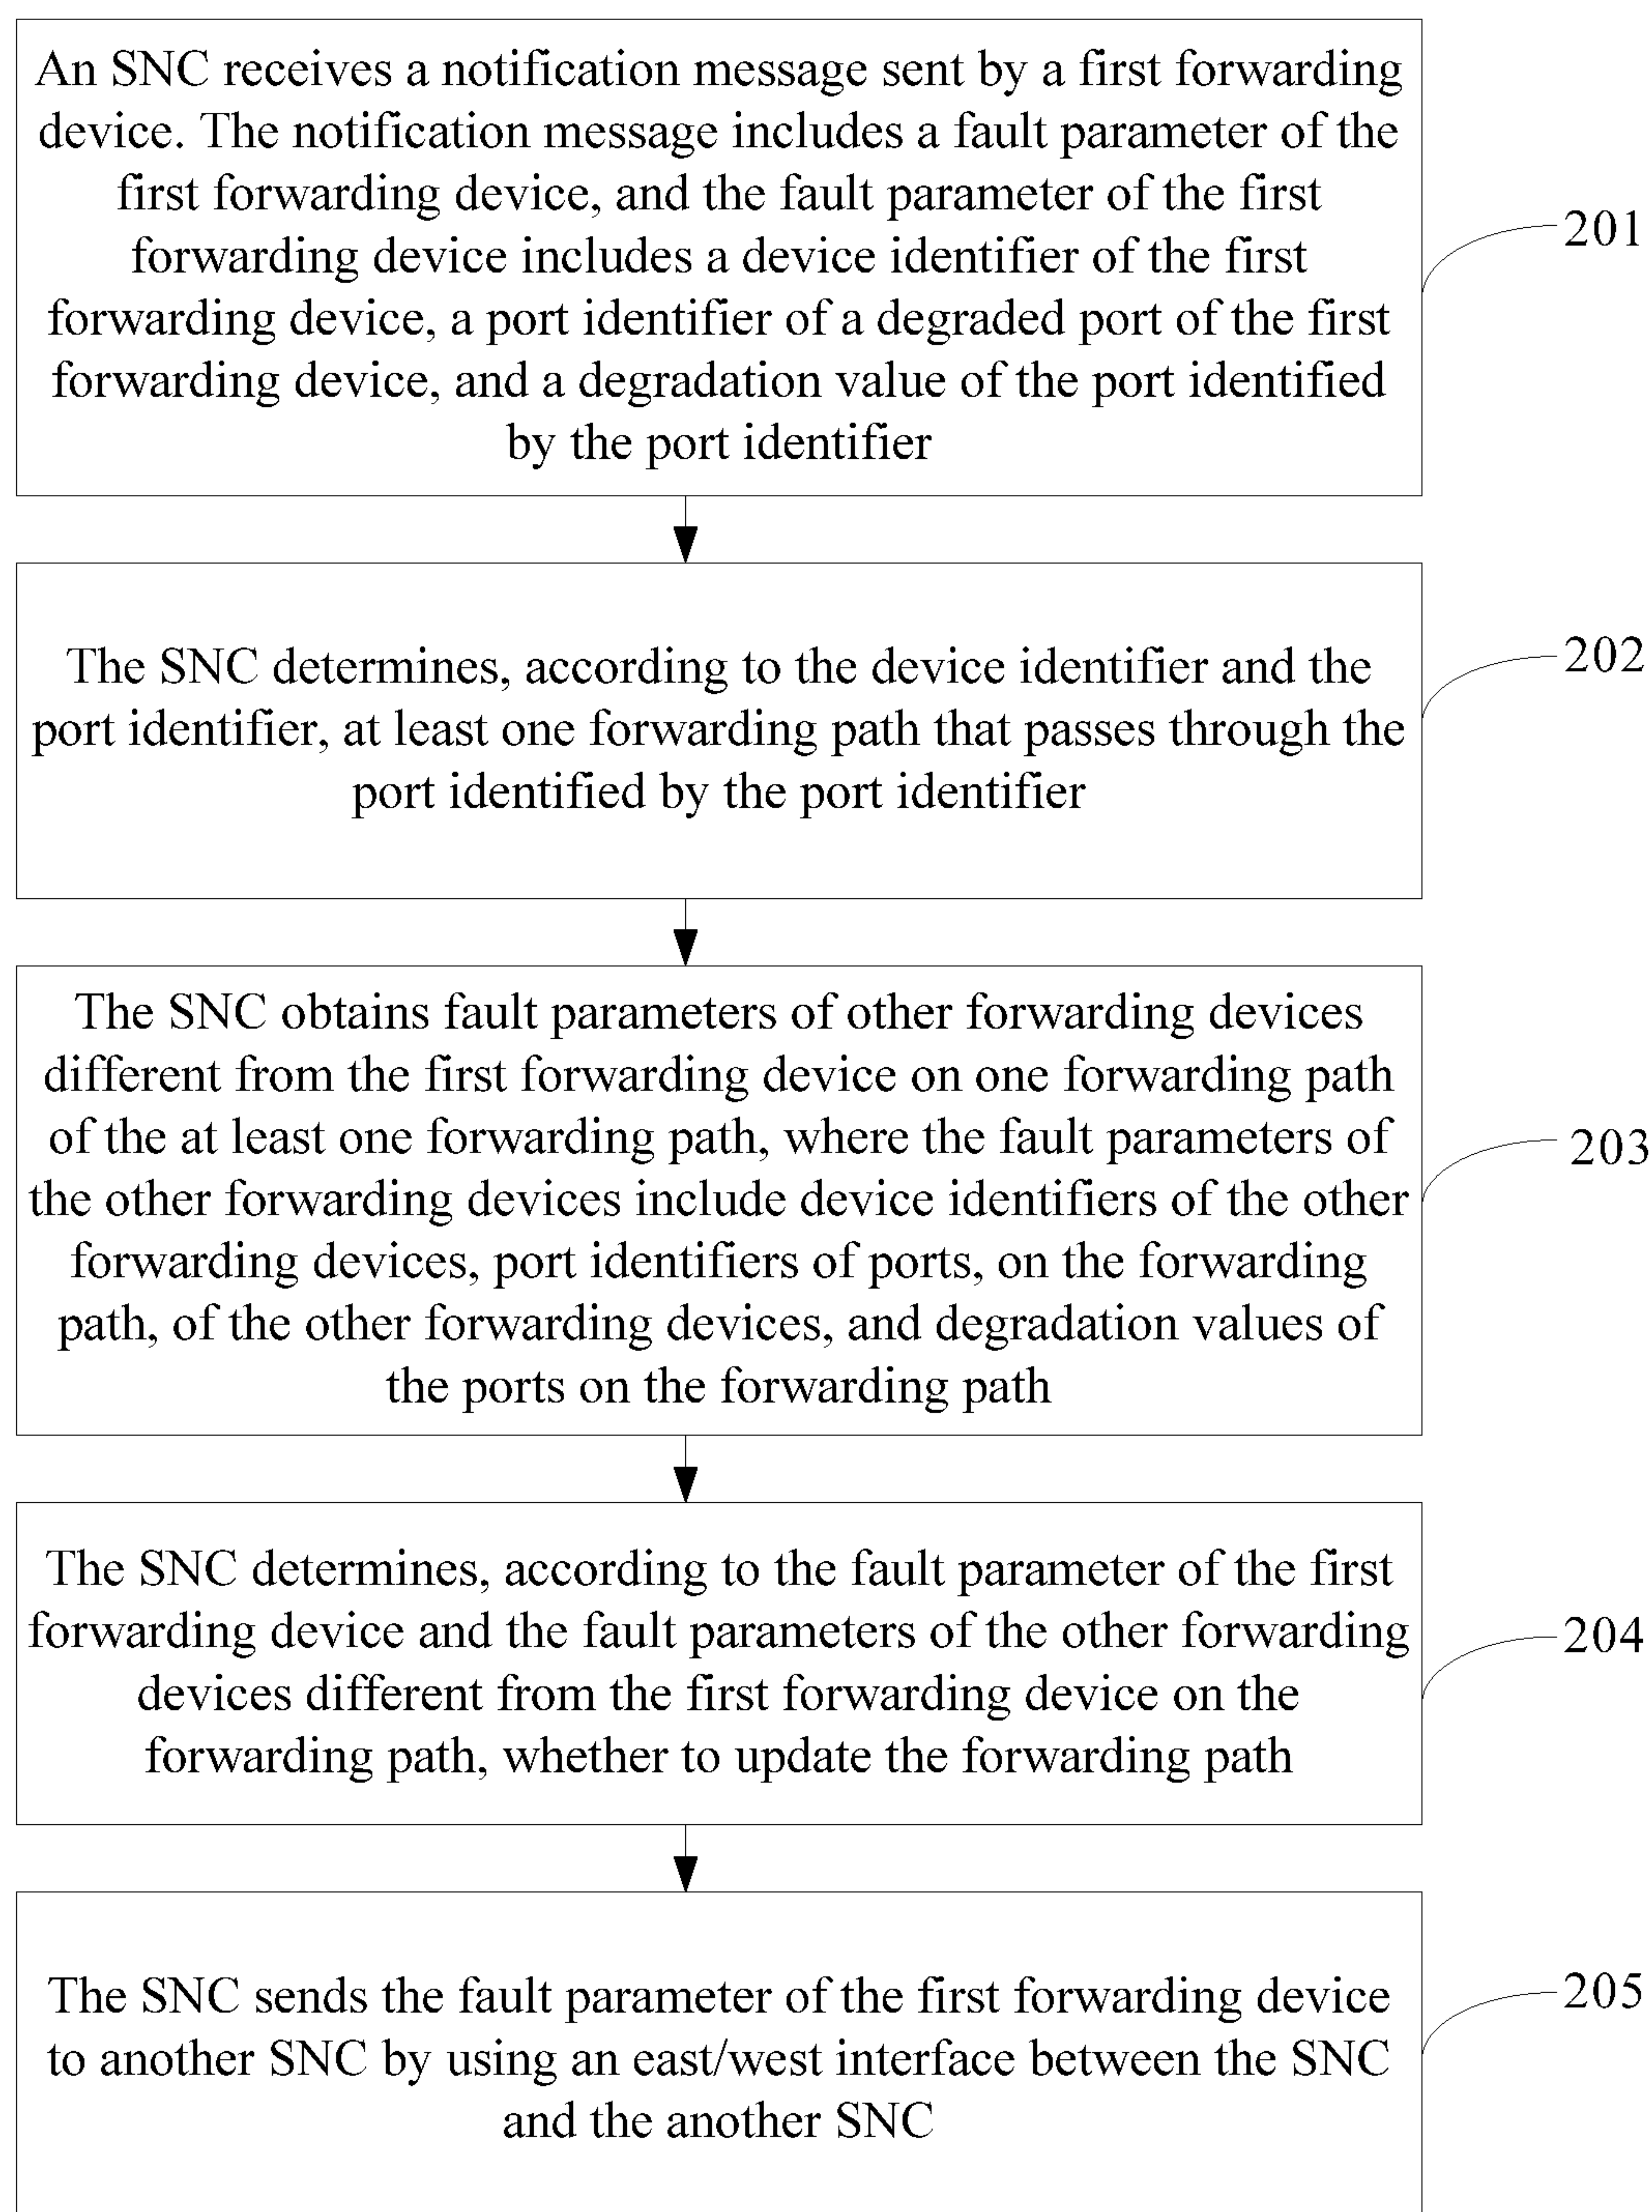 An SNC receives a notification message sent by a first forwarding
device. The notification message includes a fault parameter of the
first forwarding device, and the fault parameter of the first
forwarding device includes a device identifier of the first
forwarding device, a port identifier of a degraded port of the first
forwarding device, and a degradation value of the port identified
by the port identifier
201
The SNC determines, according to the device identifier and the
port identifier, at least one forwarding path that passes through the
port identified by the port identifier
202
The SNC obtains fault parameters of other forwarding devices
different from the first forwarding device on one forwarding path
of the at least one forwarding path, where the fault parameters of
the other forwarding devices include device identifiers of the other
forwarding devices, port identifiers of ports, on the forwarding
path, of the other forwarding devices, and degradation values of
the ports on the forwarding path
203
The SNC determines, according to the fault parameter of the first
forwarding device and the fault parameters of the other forwarding
devices different from the first forwarding device on the
forwarding path, whether to update the forwarding path
204
The SNC sends the fault parameter of the first forwarding device
to another SNC by using an east/west interface between the SNC
and the another SNC
205